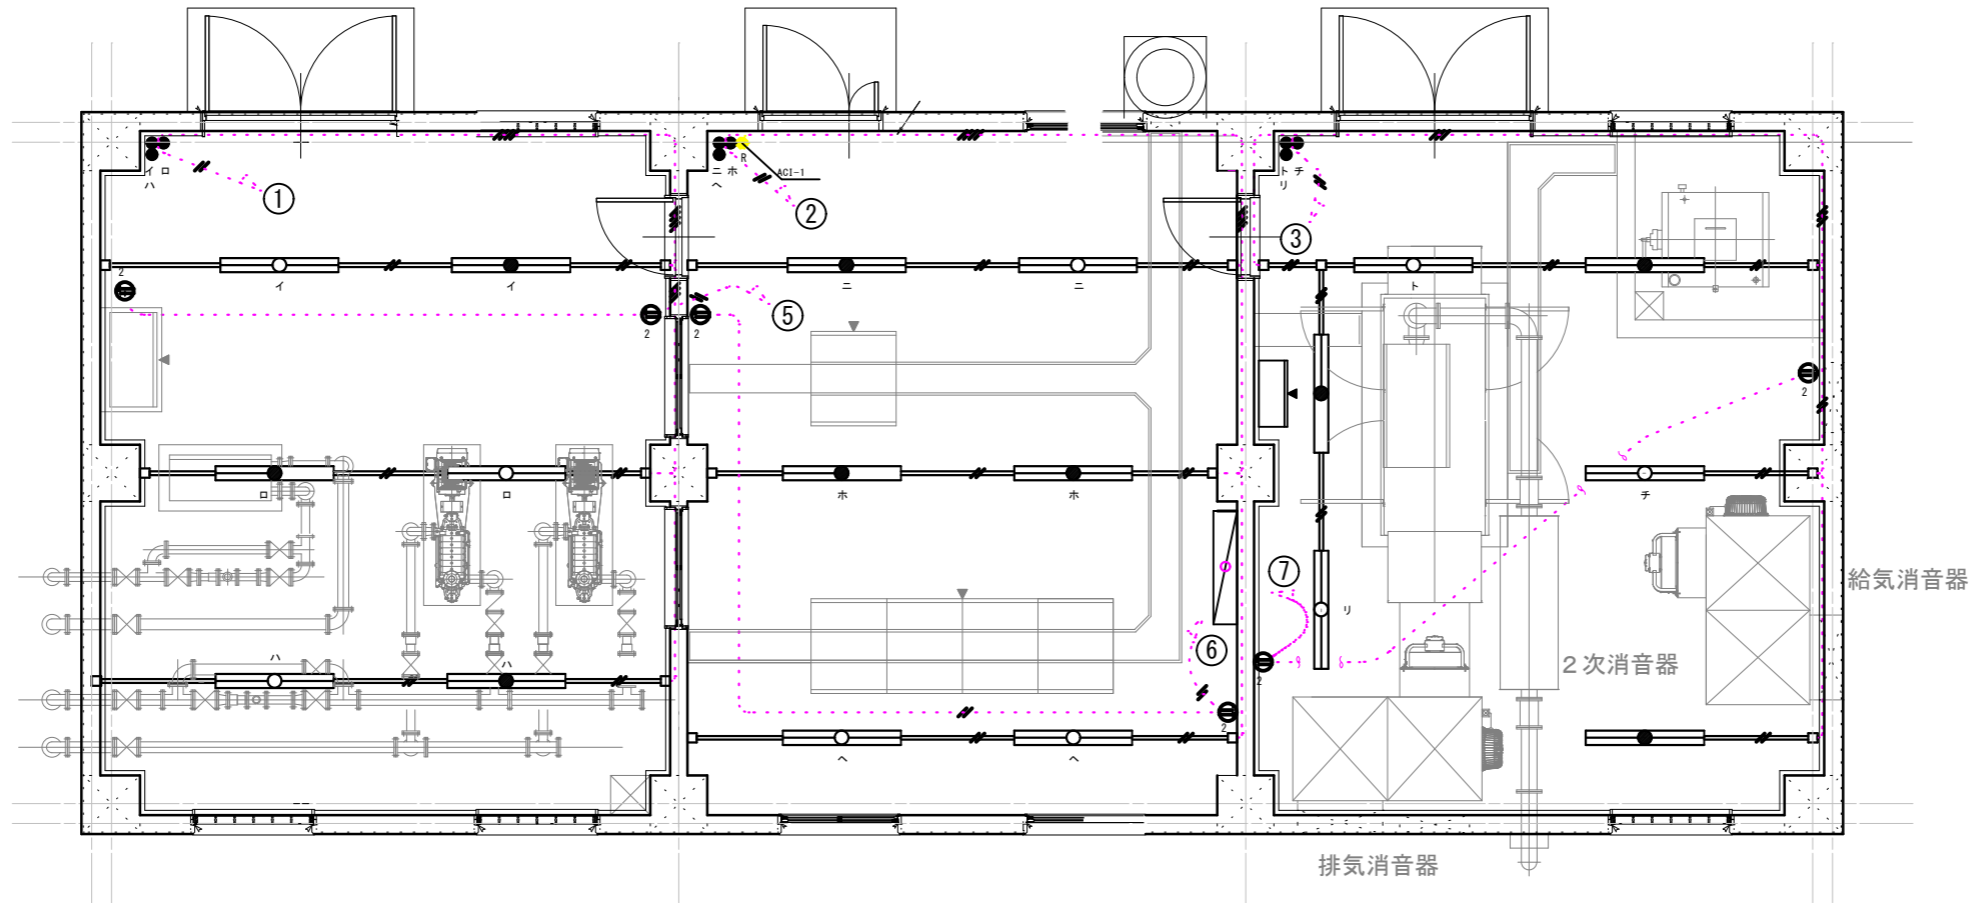 イ ロ
ハ
①
ニ ホ
ヘ
R
ACI-1
②
ト チ
リ
③
2
イ
イ
ニ
ニ
ト
2
2
⑤
2
ロ
ロ
ホ
ホ
チ
⑦
給気消音器
リ
⑥
ハ
ハ
2
2次消音器
2
ヘ
ヘ
排気消音器